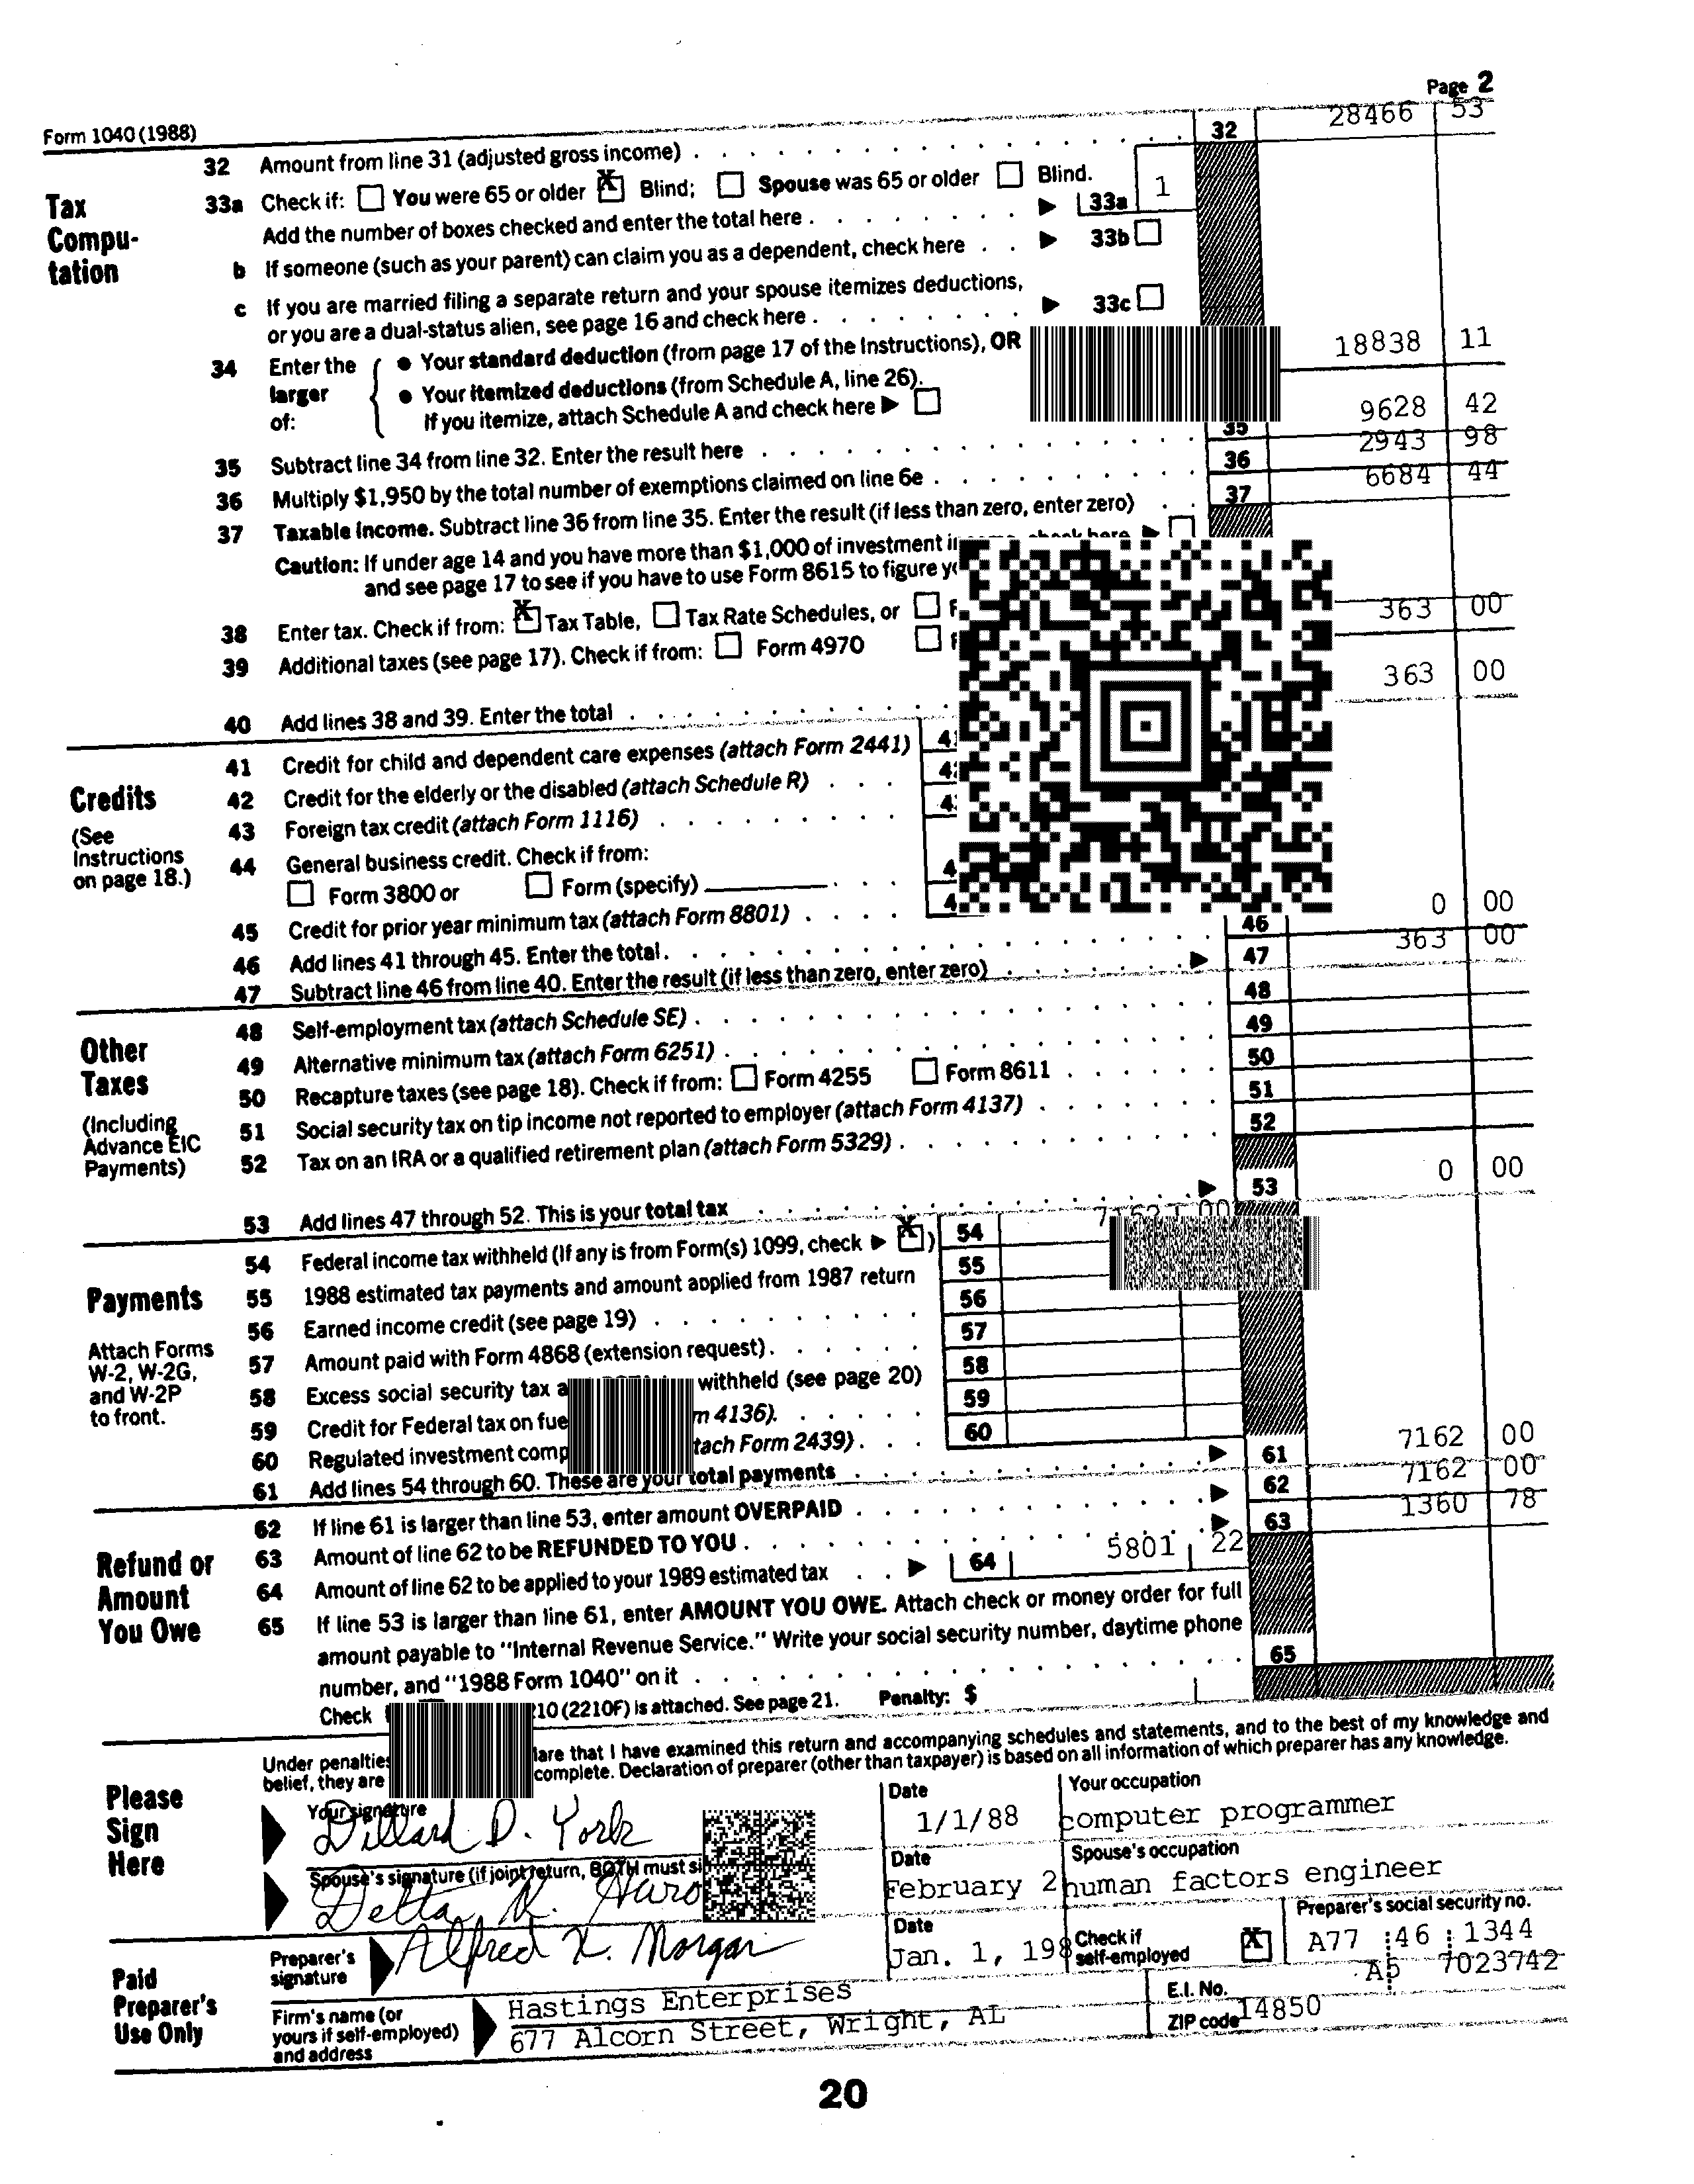 Page 2
Form 1040 (1988)
32 Amount from line 31 (adjusted gross income) 32 28466 53
Tax Compu- tation
33a Check if: You were 65 or older X Blind; Spouse was 65 or older Blind.
Add the number of boxes checked and enter the total here 33a 1
b If someone (such as your parent) can claim you as a dependent, check here 33b
c If you are married filing a separate return and your spouse itemizes deductions,
or you are a dual-status alien, see page 16 and check here 33c
34 Enter the larger of: { ● Your standard deduction (from page 17 of the Instructions), OR 18838 11
● Your itemized deductions (from Schedule A, line 26).
If you itemize, attach Schedule A and check here
35 Subtract line 34 from line 32. Enter the result here 35 9628 42
36 Multiply $1,950 by the total number of exemptions claimed on line 6e 36 2943 98
37 Taxable income. Subtract line 36 from line 35. Enter the result (if less than zero, enter zero) 37 6684 44
Caution: If under age 14 and you have more than $1,000 of investment check here
and see page 17 to see if you have to use Form 8615 to figure
38 Enter tax. Check if from: X Tax Table, Tax Rate Schedules, or 363 00
39 Additional taxes (see page 17). Check if from: Form 4970
40 Add lines 38 and 39. Enter the total 363 00
Credits
(See Instructions on page 18.)
41 Credit for child and dependent care expenses (attach Form 2441)
42 Credit for the elderly or the disabled (attach Schedule R)
43 Foreign tax credit (attach Form 1116)
44 General business credit. Check if from:
Form 3800 or Form (specify)
45 Credit for prior year minimum tax (attach Form 8801)
46 Add lines 41 through 45. Enter the total. 46 0 00
47 Subtract line 46 from line 40. Enter the result (if less than zero, enter zero) 47 363 00
Other Taxes
(Including Advance EIC Payments)
48 Self-employment tax (attach Schedule SE) 48
49 Alternative minimum tax (attach Form 6251) 49
50 Recapture taxes (see page 18). Check if from: Form 4255 Form 8611 50
51 Social security tax on tip income not reported to employer (attach Form 4137) 51
52 Tax on an IRA or a qualified retirement plan (attach Form 5329) 52
53 Add lines 47 through 52. This is your total tax 53 0 00
Payments
Attach Forms W-2, W-2G, and W-2P to front.
54 Federal income tax withheld (If any is from Form(s) 1099, check X ) 54 7162 00
55 1988 estimated tax payments and amount applied from 1987 return 55
56 Earned income credit (see page 19) 56
57 Amount paid with Form 4868 (extension request) 57
58 Excess social security tax withheld (see page 20) 58
59 Credit for Federal tax on 4136). 59
60 Regulated investment Form 2439) 60
61 Add lines 54 through 60. These are your total payments 61 7162 00
Refund or Amount You Owe
62 If line 61 is larger than line 53, enter amount OVERPAID 62 7162 00
63 Amount of line 62 to be REFUNDED TO YOU 63 1360 78
64 Amount of line 62 to be applied to your 1989 estimated tax 64 5801 22
65 If line 53 is larger than line 61, enter AMOUNT YOU OWE. Attach check or money order for full
amount payable to "Internal Revenue Service." Write your social security number, daytime phone
number, and "1988 Form 1040" on it 65
Check (2210F) is attached. See page 21. Penalty: $
Please Sign Here
Under that I have examined this return and accompanying schedules and statements, and to the best of my knowledge and
belief, they are complete. Declaration of preparer (other than taxpayer) is based on all information of which preparer has any knowledge.
Your signature Date Your occupation
Dillard D. York 1/1/88 computer programmer
Spouse's signature (if joint return, BOTH must Date Spouse's occupation
Delta February 2 human factors engineer
Paid Preparer's Use Only
Preparer's signature Alfred X. Morgan Date Jan. 1, 198 Check if self-employed X Preparer's social security no. A77 46 1344
Firm's name (or yours if self-employed) and address Hastings Enterprises E.I. No. A5 7023742
677 Alcorn Street, Wright, AL ZIP code 14850
20